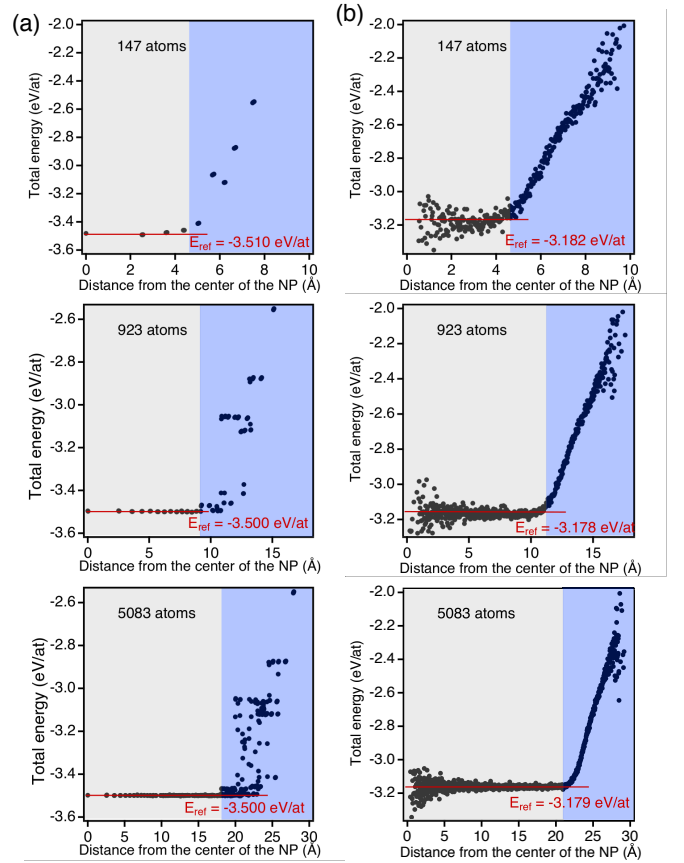 (a)
-2.0
-2.2
-2.4
-2.6
-2.8
-3.0
-3.2
-3.4
-3.6
Total energy (eV/at)
147 atoms
E_ref = -3.510 eV/at
0 2 4 6 8 10
Distance from the center of the NP (Å)
(b)
-2.0
-2.2
-2.4
-2.6
-2.8
-3.0
-3.2
Total energy (eV/at)
147 atoms
E_ref = -3.182 eV/at
0 2 4 6 8 10
Distance from the center of the NP (Å)
-2.6
-2.8
-3.0
-3.2
-3.4
-3.6
Total energy (eV/at)
923 atoms
E_ref = -3.500 eV/at
0 5 10 15
Distance from the center of the NP (Å)
-2.0
-2.2
-2.4
-2.6
-2.8
-3.0
-3.2
Total energy (eV/at)
923 atoms
E_ref = -3.178 eV/at
0 5 10 15
Distance from the center of the NP (Å)
-2.6
-2.8
-3.0
-3.2
-3.4
-3.6
Total energy (eV/at)
5083 atoms
E_ref = -3.500 eV/at
0 5 10 15 20 25 30
Distance from the center of the NP (Å)
-2.0
-2.2
-2.4
-2.6
-2.8
-3.0
-3.2
Total energy (eV/at)
5083 atoms
E_ref = -3.179 eV/at
0 5 10 15 20 25 30
Distance from the center of the NP (Å)